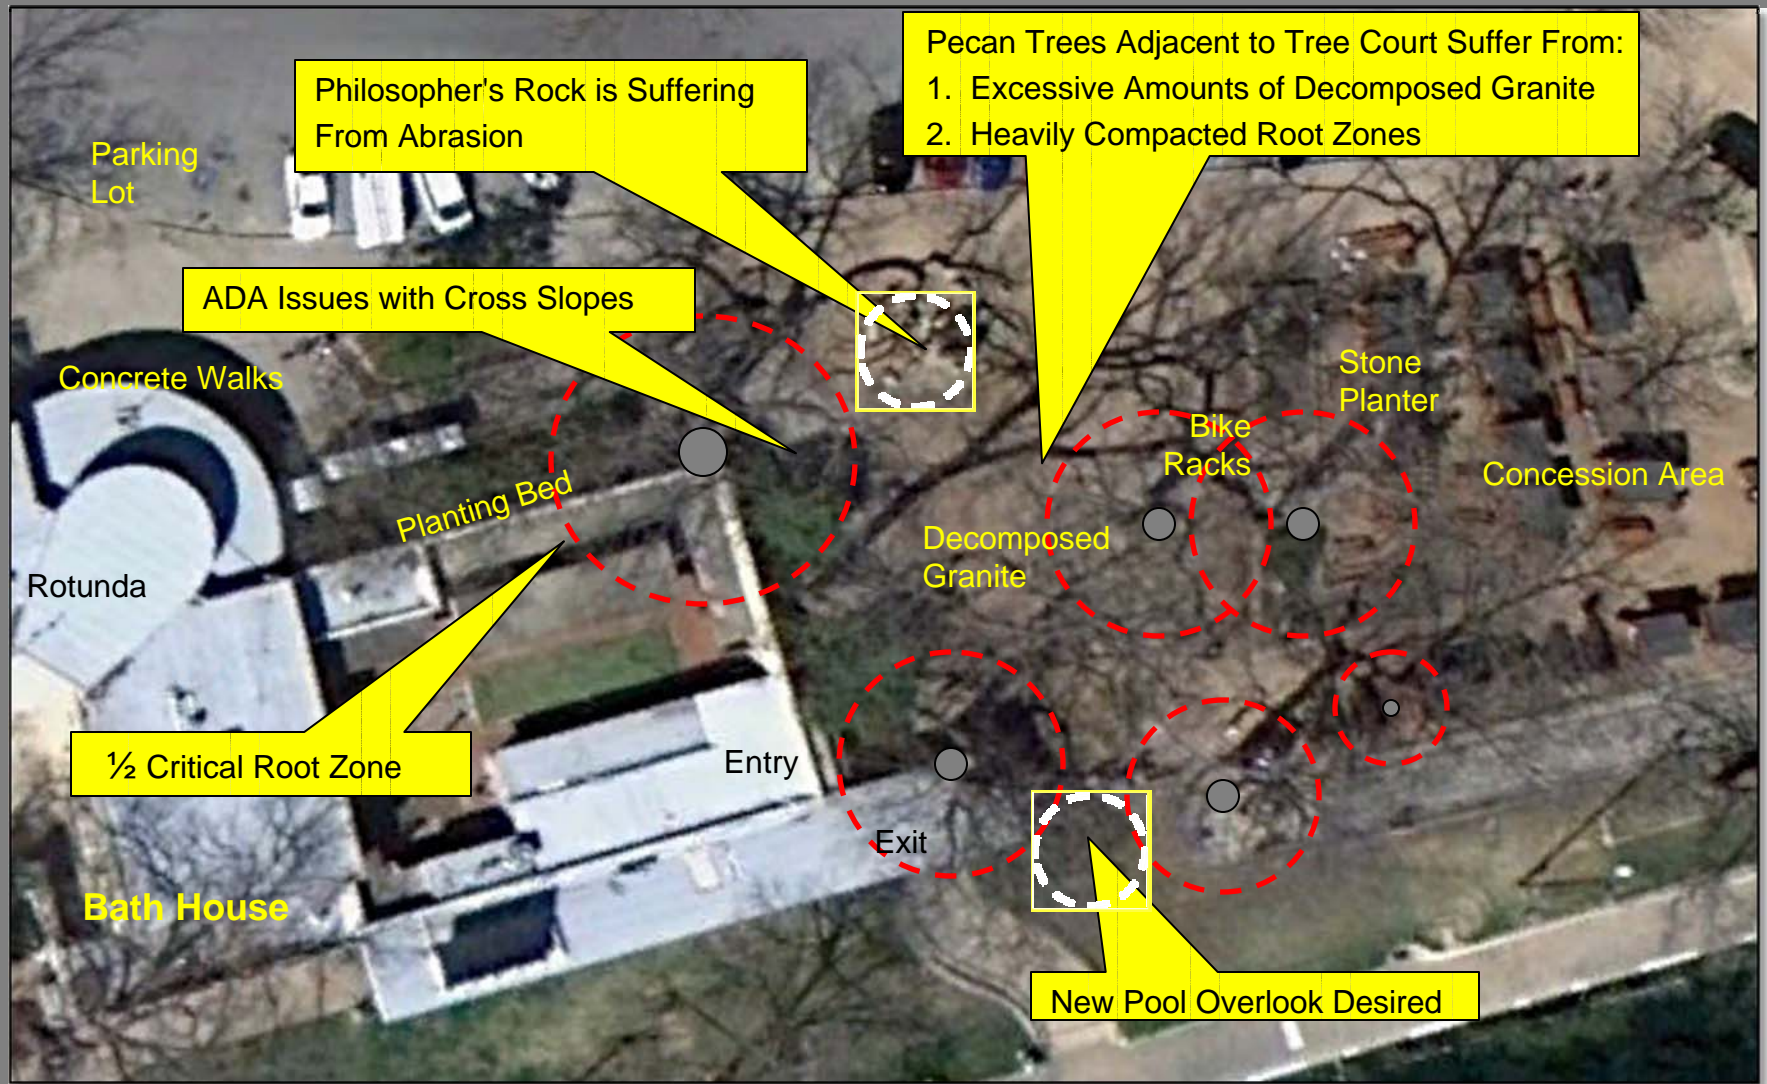 Pecan Trees Adjacent to Tree Court Suffer From:
1. Excessive Amounts of Decomposed Granite
2. Heavily Compacted Root Zones
Philosopher's Rock is Suffering
From Abrasion
Parking
Lot
ADA Issues with Cross Slopes
Concrete Walks
Stone
Planter
Bike
Racks
Concession Area
Planting Bed
Decomposed
Granite
Rotunda
½ Critical Root Zone
Entry
Exit
Bath House
New Pool Overlook Desired